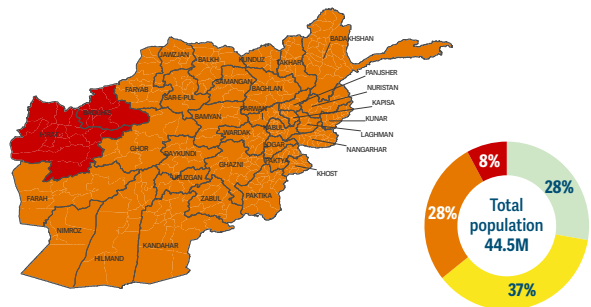 BADAKHSHAN
JAWZJAN
BALKH
KUNDUZ
TAKHAR
PANJSHER
FARYAB
SAMANGAN
BAGHLAN
NURISTAN
SAR-E-PUL
KAPISA
BADGHIS
PARWAN
BAMYAN
KUNAR
HIRAT
WARDAK
KABUL
LAGHMAN
GHOR
LOGAR
NANGARHAR
DAYKUNDI
GHAZNI
PAKTYA
KHOST
URUZGAN
FARAH
ZABUL
PAKTIKA
NIMROZ
KANDAHAR
HILMAND
8%
28%
28%
37%
Total
population
44.5M